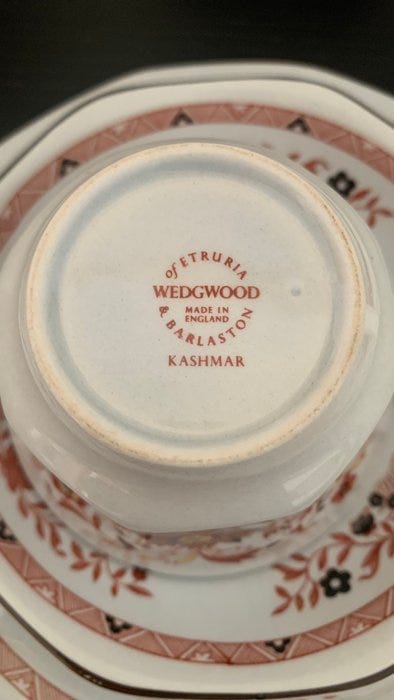 of ETRURIA
WEDGWOOD
MADE IN
ENGLAND
& BARLASTON
KASHMAR